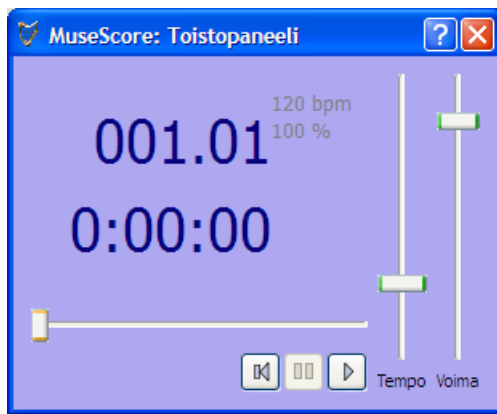 MuseScore: Toistopaneeli
120 bpm
001.01
100 %
0:00:00
Tempo Voima